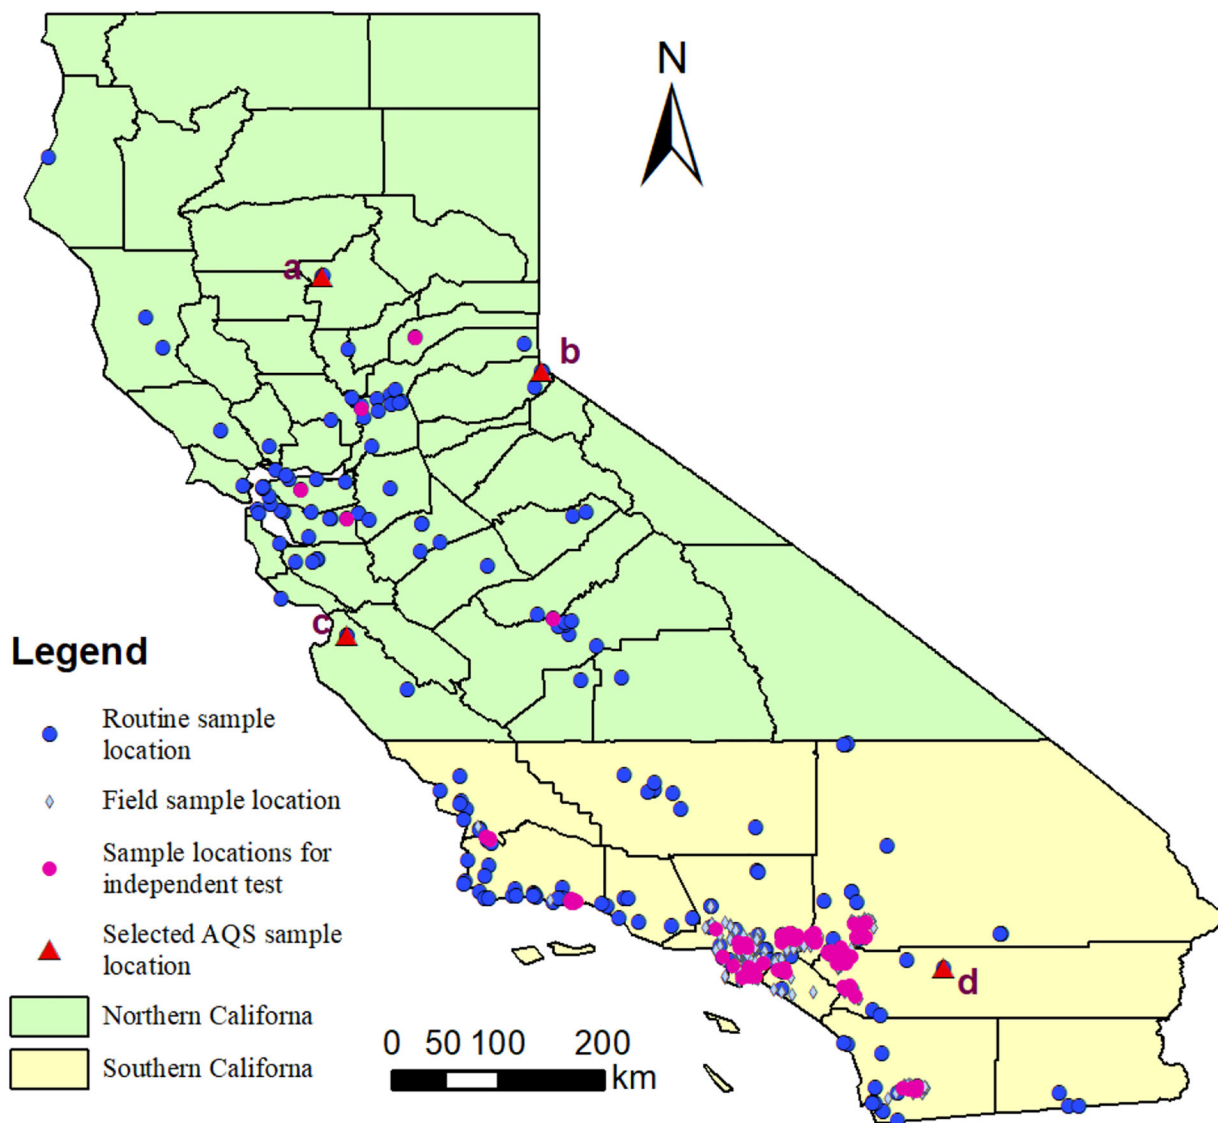 N
a
b
c
d
Legend
Routine sample
location
Field sample location
Sample locations for
independent test
Selected AQS sample
location
Northern Californa
Southern Californa
0 50 100 200
km